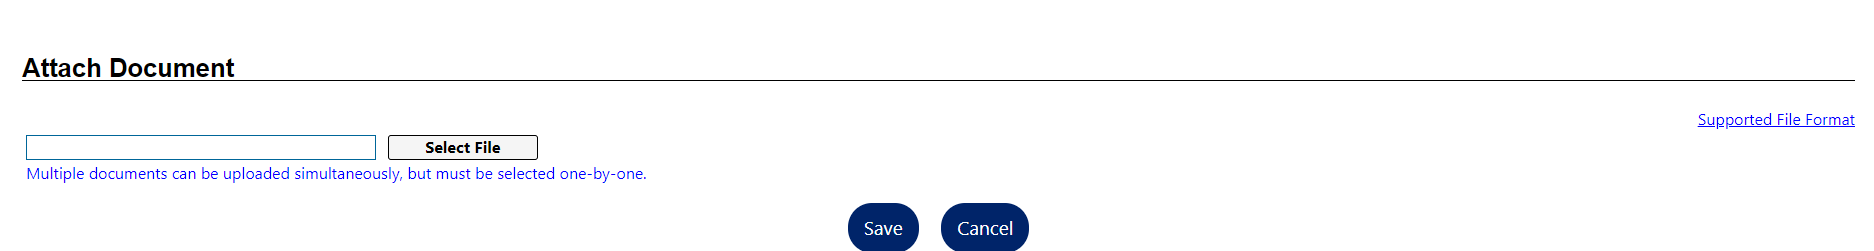 Attach Document
Supported File Format
Select File
Multiple documents can be uploaded simultaneously, but must be selected one-by-one.
Save Cancel